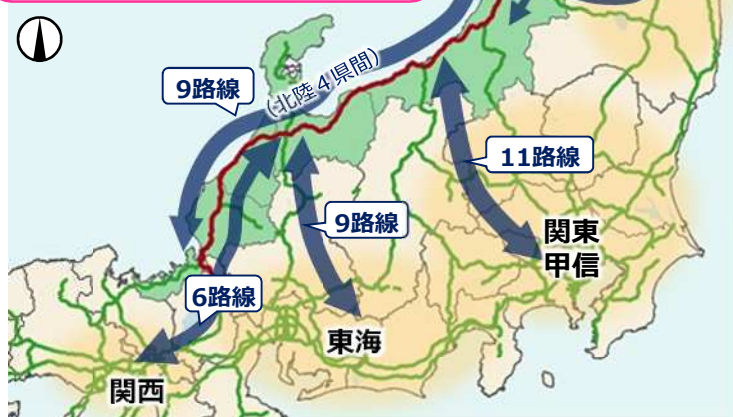 9路線
(北陸4県間)
11路線
9路線
関東
甲信
6路線
東海
関西